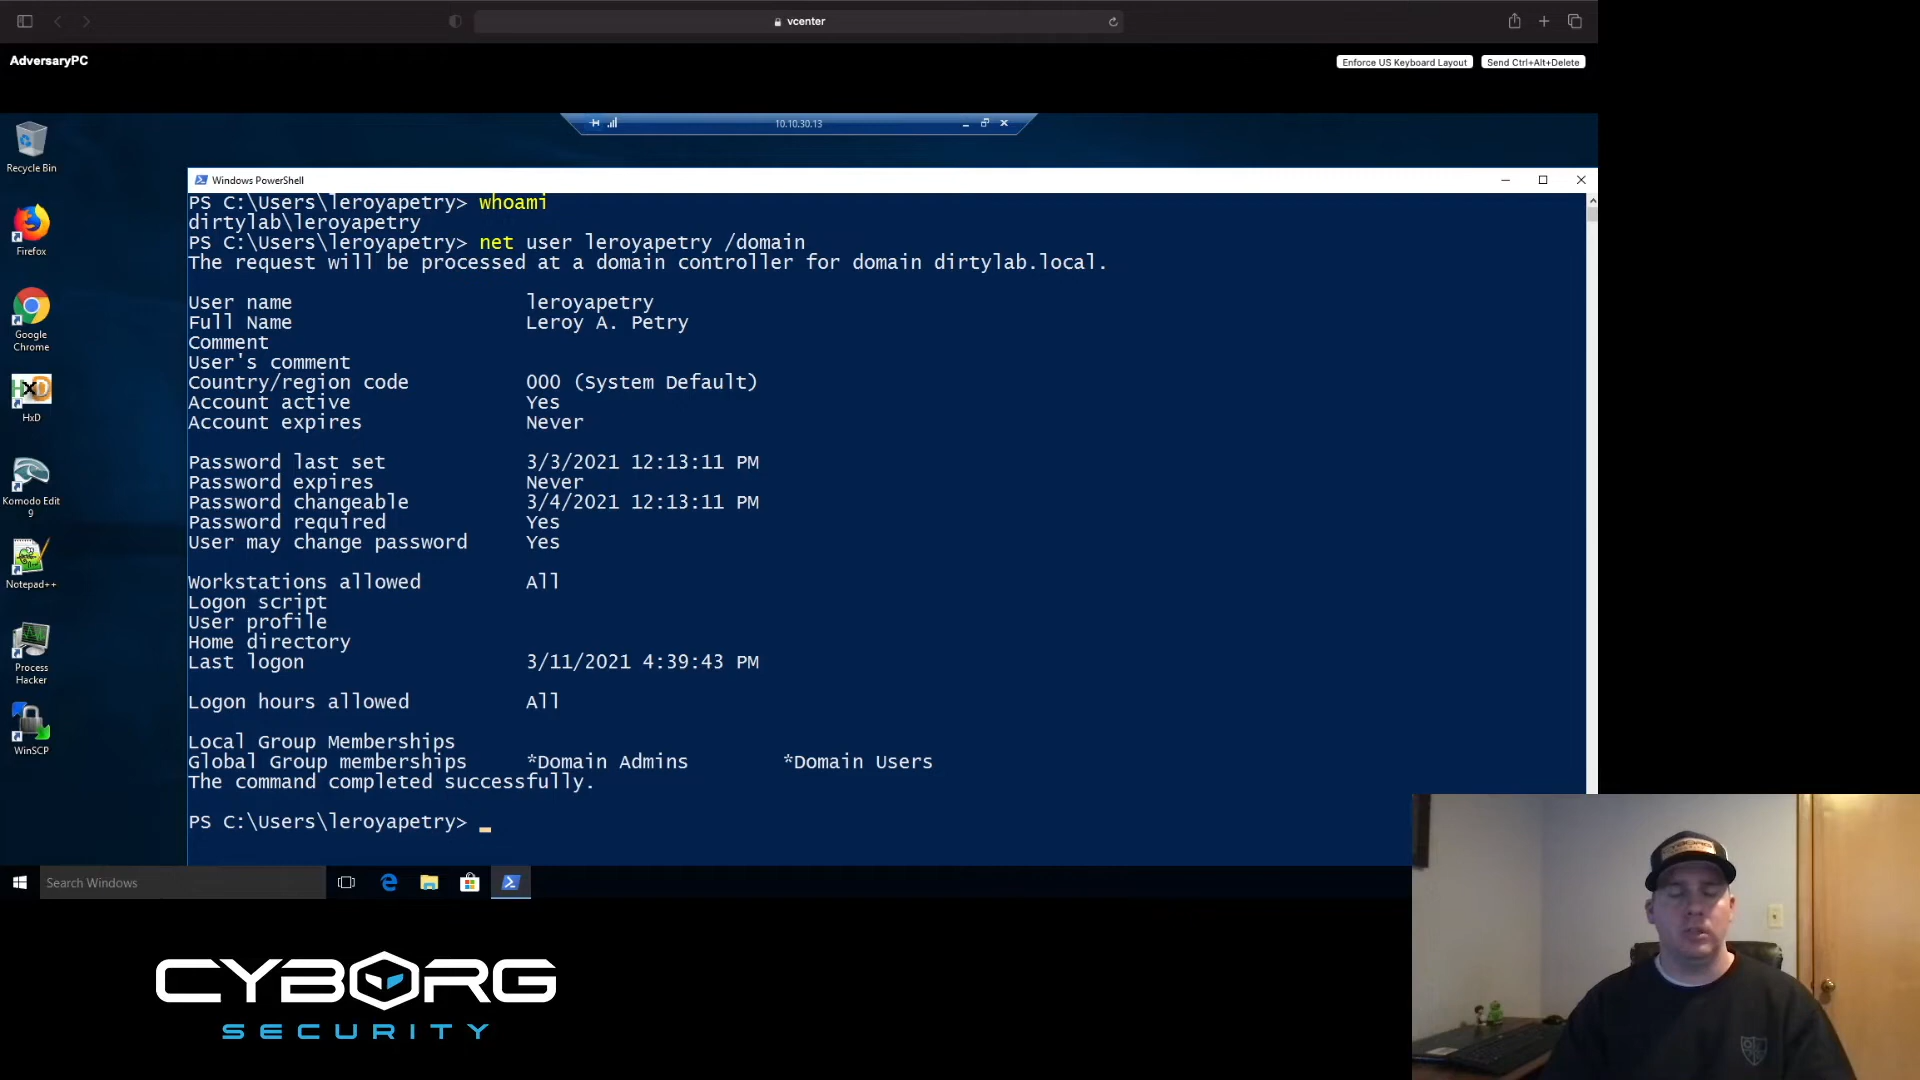 vcenter
AdversaryPC
Enforce US Keyboard Layout
Send Ctrl+Alt+Delete
10.10.30.13
Recycle Bin
Firefox
Google Chrome
HxD
Komodo Edit 9
Notepad++
Process Hacker
WinSCP
Windows PowerShell
PS C:\Users\leroyapetry> whoami
dirtylab\leroyapetry
PS C:\Users\leroyapetry> net user leroyapetry /domain
The request will be processed at a domain controller for domain dirtylab.local.
User name leroyapetry
Full Name Leroy A. Petry
Comment
User's comment
Country/region code 000 (System Default)
Account active Yes
Account expires Never
Password last set 3/3/2021 12:13:11 PM
Password expires Never
Password changeable 3/4/2021 12:13:11 PM
Password required Yes
User may change password Yes
Workstations allowed All
Logon script
User profile
Home directory
Last logon 3/11/2021 4:39:43 PM
Logon hours allowed All
Local Group Memberships
Global Group memberships *Domain Admins *Domain Users
The command completed successfully.
PS C:\Users\leroyapetry>
Search Windows
CYBORG
SECURITY
CYBORG